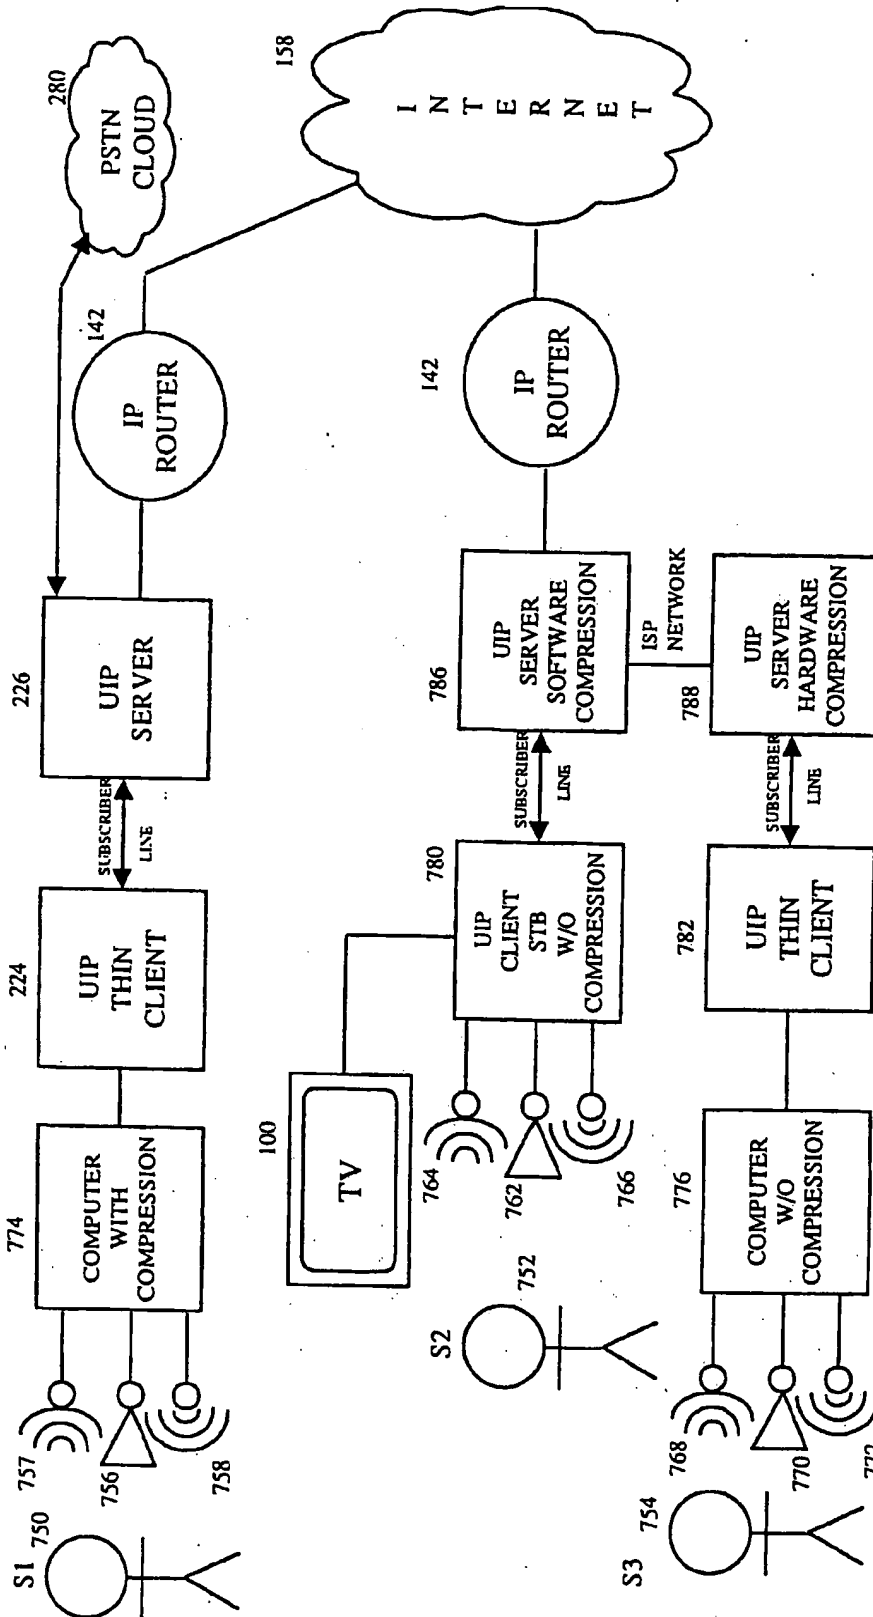 S1
750
757
756
758
774
COMPUTER
WITH
COMPRESSION
224
UIP
THIN
CLIENT
SUBSCRIBER
LINE
226
UIP
SERVER
142
IP
ROUTER
280
PSTN
CLOUD
158
INTERNET
100
TV
S2
752
764
762
766
780
UIP
CLIENT
STB
W/O
COMPRESSION
SUBSCRIBER
LINE
786
UIP
SERVER
SOFTWARE
COMPRESSION
142
IP
ROUTER
ISP
NETWORK
S3
754
768
770
772
776
COMPUTER
W/O
COMPRESSION
782
UIP
THIN
CLIENT
SUBSCRIBER
LINE
788
UIP
SERVER
HARDWARE
COMPRESSION